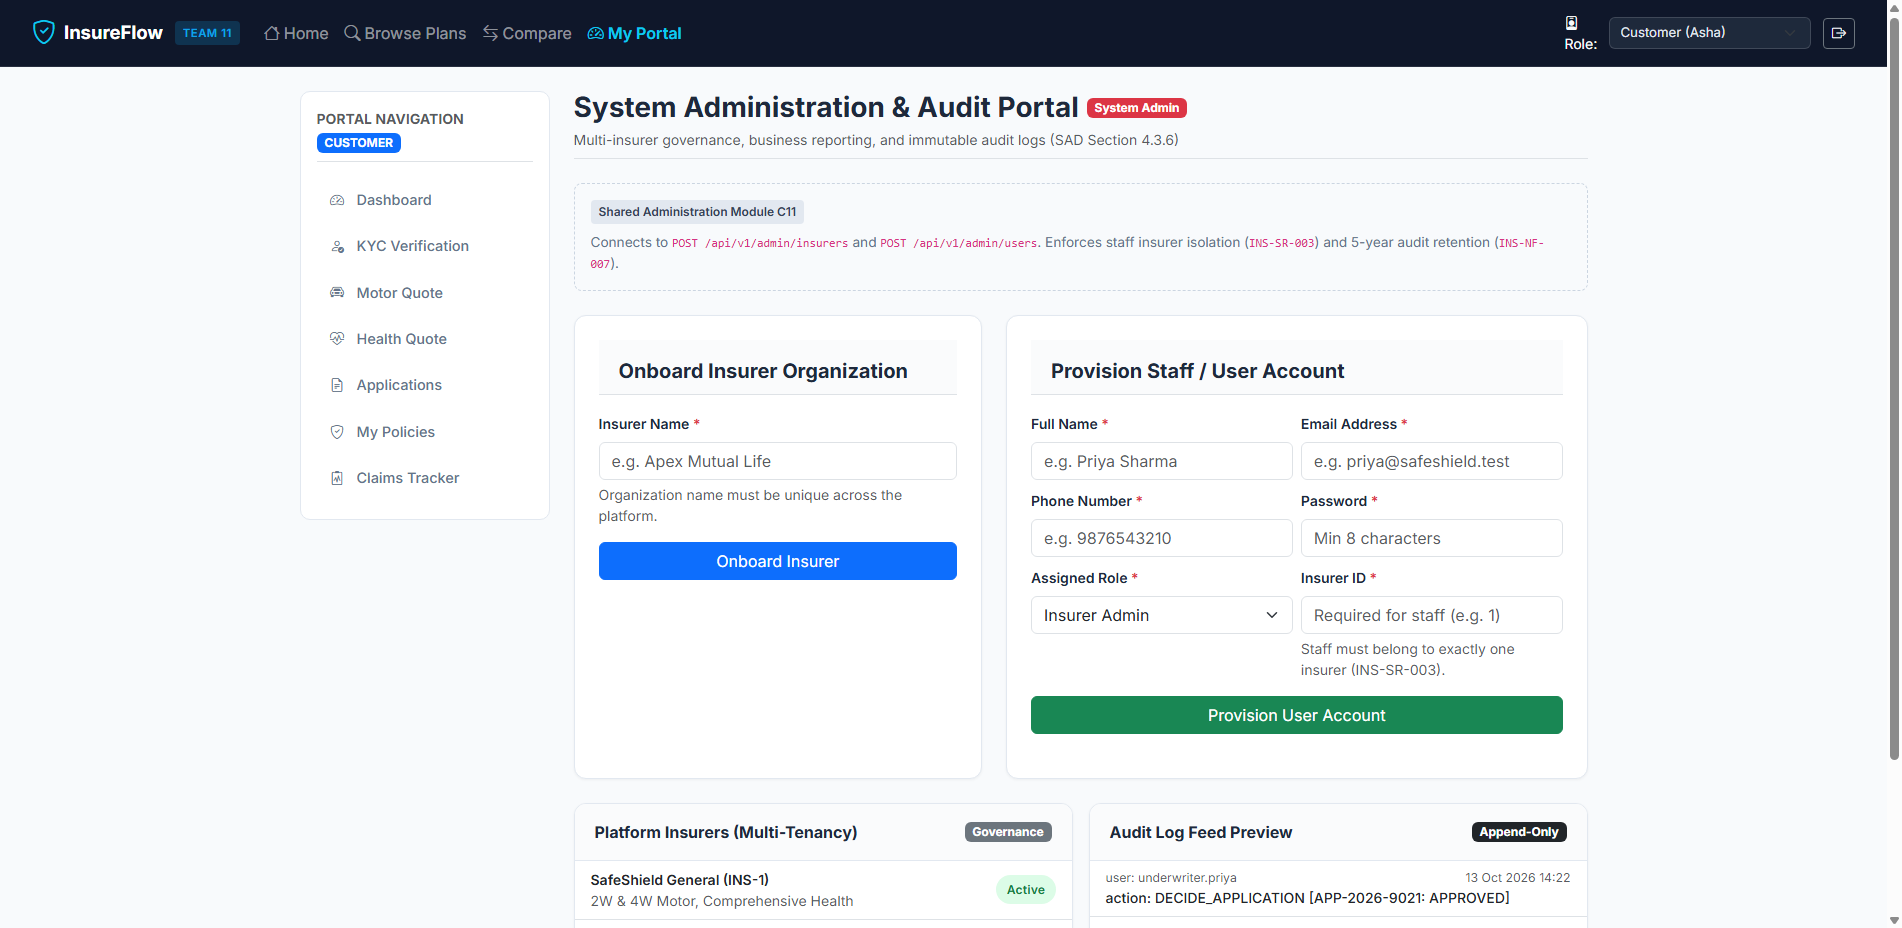 InsureFlow TEAM 11 Home Browse Plans Compare My Portal Role: Customer (Asha)
PORTAL NAVIGATION
CUSTOMER
Dashboard
KYC Verification
Motor Quote
Health Quote
Applications
My Policies
Claims Tracker
System Administration & Audit Portal System Admin
Multi-insurer governance, business reporting, and immutable audit logs (SAD Section 4.3.6)
Shared Administration Module C11
Connects to POST /api/v1/admin/insurers and POST /api/v1/admin/users. Enforces staff insurer isolation (INS-SR-003) and 5-year audit retention (INS-NF-
007).
Onboard Insurer Organization
Insurer Name *
e.g. Apex Mutual Life
Organization name must be unique across the
platform.
Onboard Insurer
Provision Staff / User Account
Full Name * Email Address *
e.g. Priya Sharma e.g. priya@safeshield.test
Phone Number * Password *
e.g. 9876543210 Min 8 characters
Assigned Role * Insurer ID *
Insurer Admin Required for staff (e.g. 1)
Staff must belong to exactly one
insurer (INS-SR-003).
Provision User Account
Platform Insurers (Multi-Tenancy) Governance
SafeShield General (INS-1)
2W & 4W Motor, Comprehensive Health
Active
Audit Log Feed Preview Append-Only
user: underwriter.priya 13 Oct 2026 14:22
action: DECIDE_APPLICATION [APP-2026-9021: APPROVED]